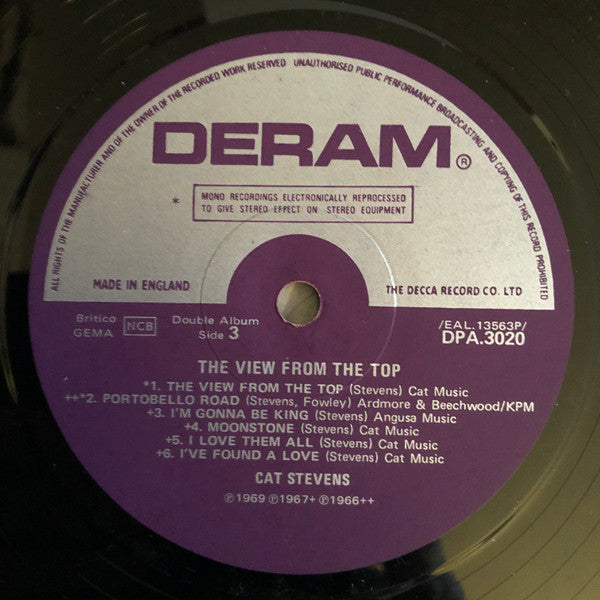 ALL RIGHTS OF THE MANUFACTURER AND OF THE OWNER OF THE RECORDED WORK RESERVED UNAUTHORISED PUBLIC PERFORMANCE BROADCASTING AND COPYING OF THIS RECORD PROHIBITED
DERAM®
* MONO RECORDINGS ELECTRONICALLY REPROCESSED
TO GIVE STEREO EFFECT ON STEREO EQUIPMENT
MADE IN ENGLAND THE DECCA RECORD CO. LTD
Britico
GEMA
NCB
Double Album
Side 3
/EAL.13563P/
DPA.3020
THE VIEW FROM THE TOP
*1. THE VIEW FROM THE TOP (Stevens) Cat Music
++*2. PORTOBELLO ROAD (Stevens, Fowley) Ardmore & Beechwood/KPM
+3. I'M GONNA BE KING (Stevens) Angusa Music
+4. MOONSTONE (Stevens) Cat Music
+5. I LOVE THEM ALL (Stevens) Cat Music
+6. I'VE FOUND A LOVE (Stevens) Cat Music
CAT STEVENS
℗1969 ℗1967+ ℗1966++